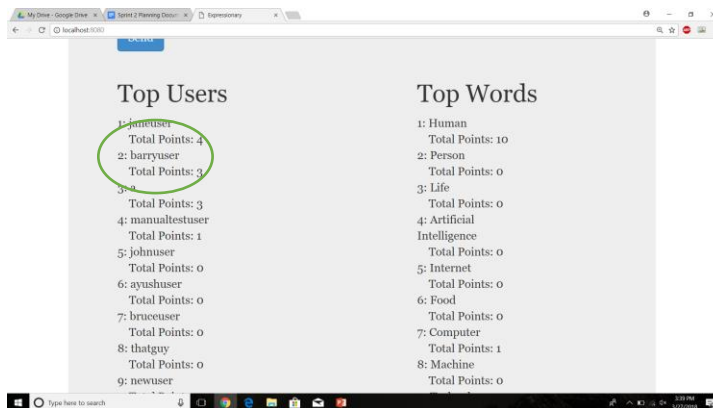 My Drive - Google Drive
Sprint 2 Planning Docum
Expressionary
localhost:8080
Top Users
1: janeuser
Total Points: 4
2: barryuser
Total Points: 3
3: a
Total Points: 3
4: manualtestuser
Total Points: 1
5: johnuser
Total Points: 0
6: ayushuser
Total Points: 0
7: bruceuser
Total Points: 0
8: thatguy
Total Points: 0
9: newuser
Top Words
1: Human
Total Points: 10
2: Person
Total Points: 0
3: Life
Total Points: 0
4: Artificial
Intelligence
Total Points: 0
5: Internet
Total Points: 0
6: Food
Total Points: 0
7: Computer
Total Points: 1
8: Machine
Total Points: 0
Type here to search
3:39 PM